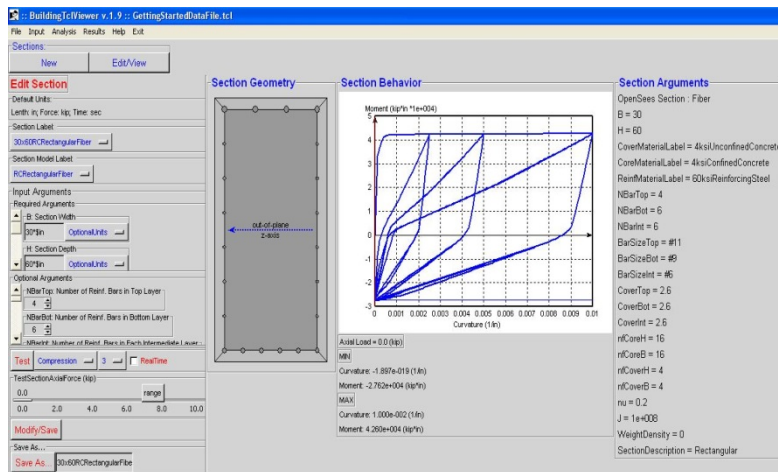 :: BuildingTclViewer v.1.9 :: GettingStartedDataFile.tcl
File Input Analysis Results Help Exit
Sections:
New Edit/View
Edit Section
Default Units:
Lenth: in; Force: kip; Time: sec
Section Label
30x60RCRectangularFiber
Section Model Label
RCRectangularFiber
Input Arguments
Required Arguments
B: Section Width
30*$in OptionalUnits
H: Section Depth
60*$in OptionalUnits
Optional Arguments
NBarTop: Number of Reinf. Bars in Top Layer
4
NBarBot: Number of Reinf. Bars in Bottom Layer
6
NBarInt: Number of Reinf. Bars in Each Intermediate Layer
Test Compression 3 RealTime
TestSectionAxialForce (kip)
0.0 range
0.0 2.0 4.0 6.0 8.0 10.0
Modify/Save
Save As...
Save As... 30x60RCRectangularFibe
Section Geometry
out-of-plane
z-axis
Section Behavior
Moment (kip*in *1e+004)
5
4
3
2
1
0
-1
-2
-3
0 0.001 0.002 0.003 0.004 0.005 0.006 0.007 0.008 0.009 0.01
Curvature (1/in)
Axial Load = 0.0 (kip)
MIN
Curvature: -1.897e-019 (1/in)
Moment: -2.762e+004 (kip*in)
MAX
Curvature: 1.000e-002 (1/in)
Moment: 4.260e+004 (kip*in)
Section Arguments
OpenSees Section : Fiber
B = 30
H = 60
CoverMaterialLabel = 4ksiUnconfinedConcrete
CoreMaterialLabel = 4ksiConfinedConcrete
ReinfMaterialLabel = 60ksiReinforcingSteel
NBarTop = 4
NBarBot = 6
NBarInt = 6
BarSizeTop = #11
BarSizeBot = #9
BarSizeInt = #6
CoverTop = 2.6
CoverBot = 2.6
CoverInt = 2.6
nfCoreH = 16
nfCoreB = 16
nfCoverH = 4
nfCoverB = 4
nu = 0.2
J = 1e+008
WeightDensity = 0
SectionDescription = Rectangular